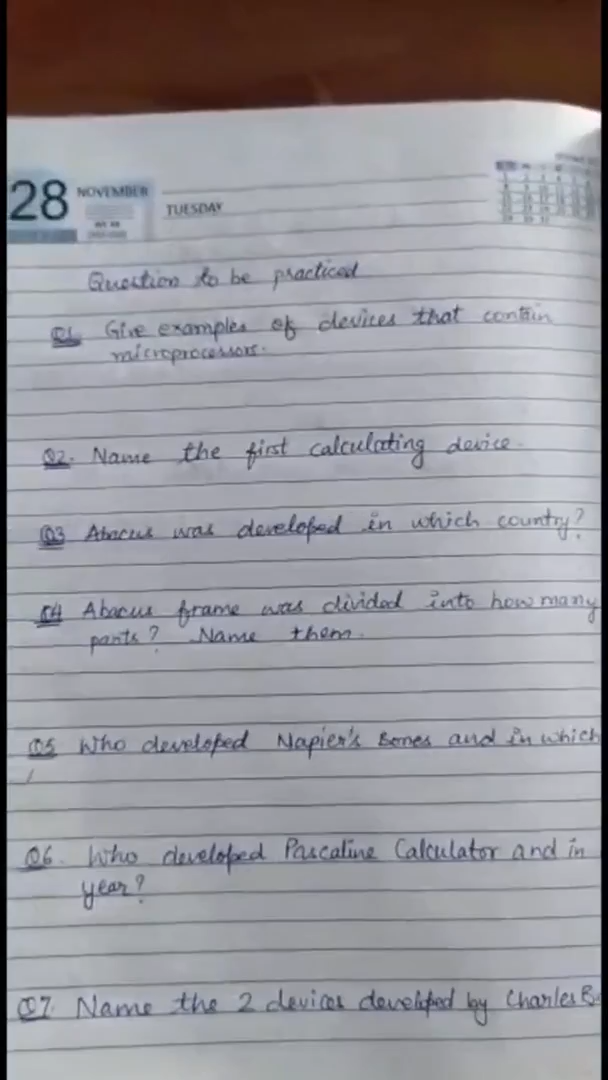 28 NOVEMBER
TUESDAY
Question to be practiced
Q1. Give examples of devices that contain
microprocessors.
Q2. Name the first calculating device.
Q3 Abacus was developed in which country?
Q4 Abacus frame was divided into how many
parts? Name them.
Q5 Who developed Napier's Bones and in which
Q6. Who developed Pascaline Calculator and in
year?
Q7. Name the 2 devices developed by Charles